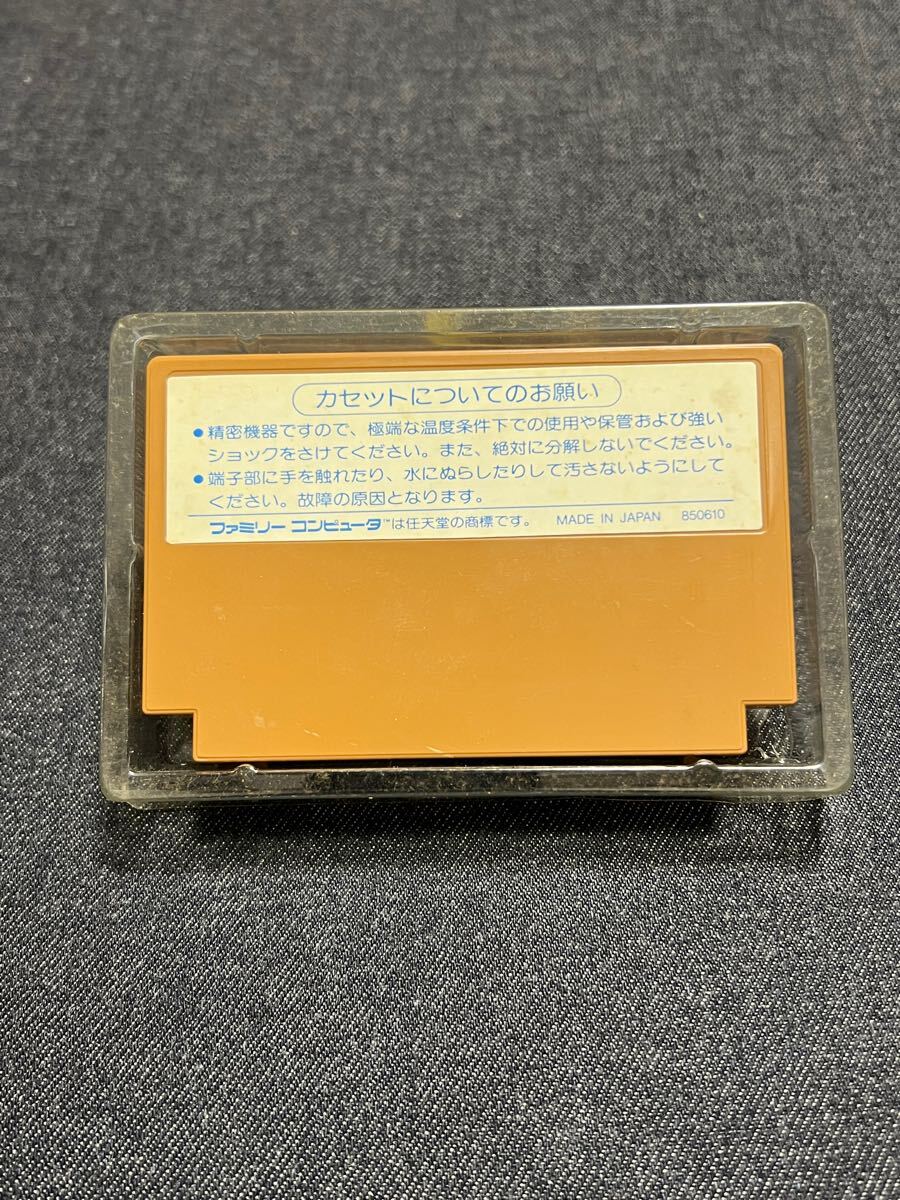 カセットについてのお願い
●精密機器ですので、極端な温度条件下での使用や保管および強い
ショックをさけてください。また、絶対に分解しないでください。
●端子部に手を触れたり、水にぬらしたりして汚さないようにして
ください。故障の原因となります。
ファミリー コンピュータ™は任天堂の商標です。 MADE IN JAPAN 850610